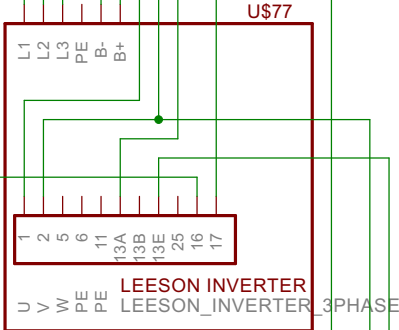 U$77
L1 L2 L3 PE B- B+
1 2 5 6 11 13A 13B 13E 25 16 17
LEESON INVERTER
U V W PE PE LEESON_INVERTER_3PHASE